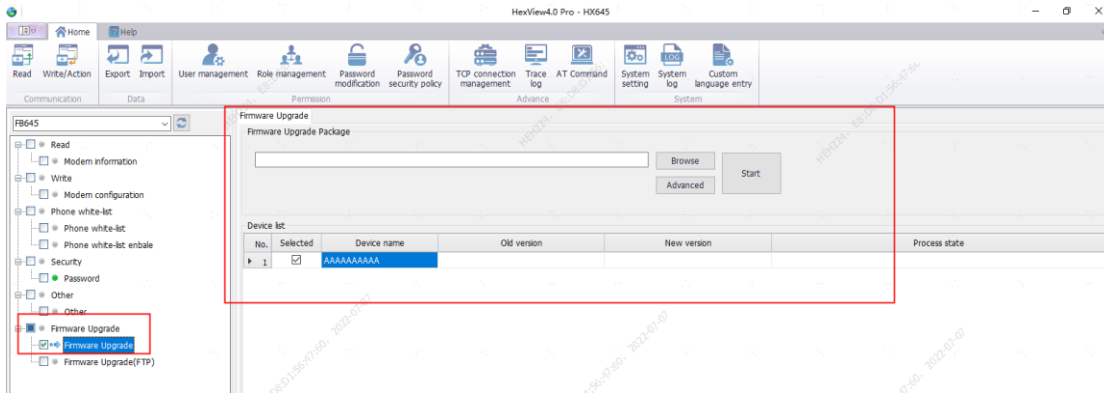 HexView4.0 Pro - HX645
Home Help
Read Write/Action Export Import User management Role management Password modification Password security policy TCP connection management Trace log AT Command System setting System log Custom language entry
LOG
Communication Data Permission Advance System
FB645
Read
Modem information
Write
Modem configuration
Phone white-list
Phone white-list
Phone white-list enbale
Security
Password
Other
Other
Firmware Upgrade
Firmware Upgrade
Firmware Upgrade(FTP)
Firmware Upgrade
Firmware Upgrade Package
Browse
Start
Advanced
Device list
No. Selected Device name Old version New version Process state
1 AAAAAAAAAA